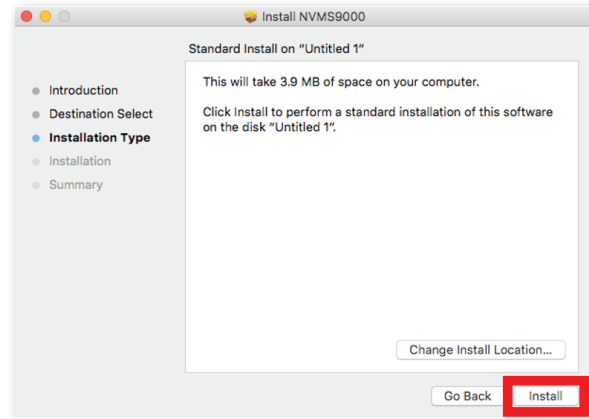 Install NVMS9000
Standard Install on “Untitled 1”
Introduction
Destination Select
Installation Type
Installation
Summary
This will take 3.9 MB of space on your computer.
Click Install to perform a standard installation of this software
on the disk “Untitled 1”.
Change Install Location...
Go Back
Install